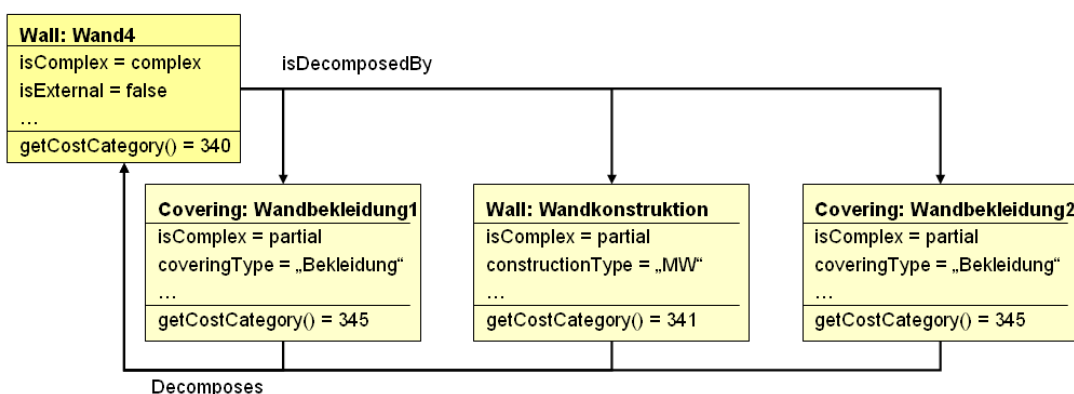 Wall: Wand4
isComplex = complex
isExternal = false
...
getCostCategory() = 340
isDecomposedBy
Covering: Wandbekleidung1
isComplex = partial
coveringType = „Bekleidung“
...
getCostCategory() = 345
Wall: Wandkonstruktion
isComplex = partial
constructionType = „MW“
...
getCostCategory() = 341
Covering: Wandbekleidung2
isComplex = partial
coveringType = „Bekleidung“
...
getCostCategory() = 345
Decomposes